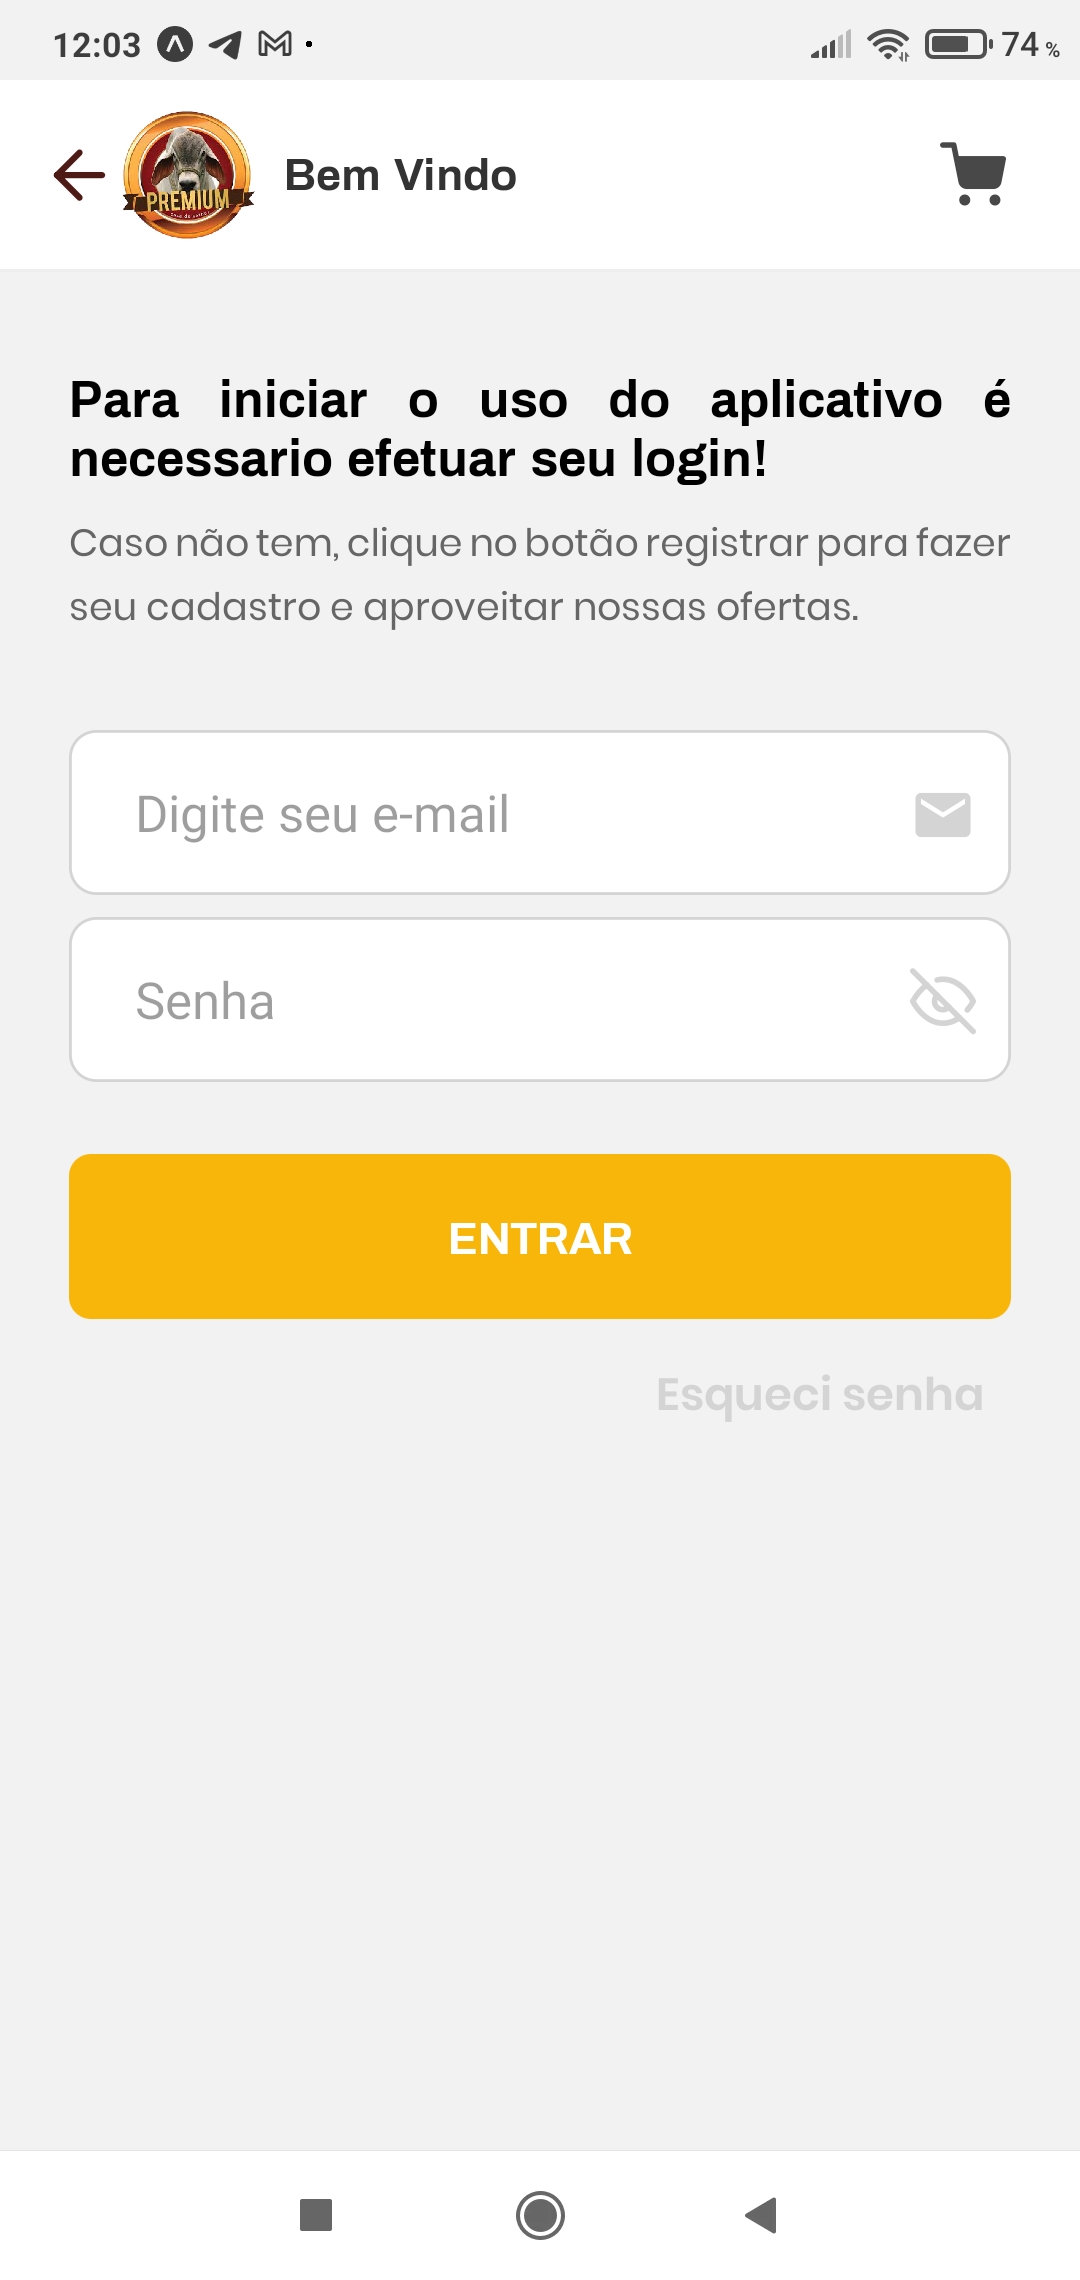 12:03
74 %
PREMIUM
Bem Vindo
Para iniciar o uso do aplicativo é
necessario efetuar seu login!
Caso não tem, clique no botão registrar para fazer
seu cadastro e aproveitar nossas ofertas.
Digite seu e-mail
Senha
ENTRAR
Esqueci senha